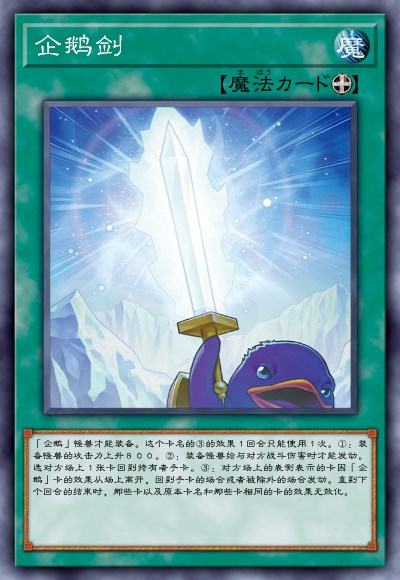 企鹅剑
【魔法カード】
まほう
「企鹅」怪兽才能装备。这个卡名的③的效果1回合只能使用1次。①：装
备怪兽的攻击力上升800。②：装备怪兽给与对方战斗伤害时才能发动。
选对方场上1张卡回到持有者手卡。③：对方场上的表侧表示的卡因「企
鹅」卡的效果从场上离开，回到手卡的场合或者被除外的场合发动。直到下
个回合的结束时，那些卡以及原本卡名和那些卡相同的卡的效果无效化。
魔